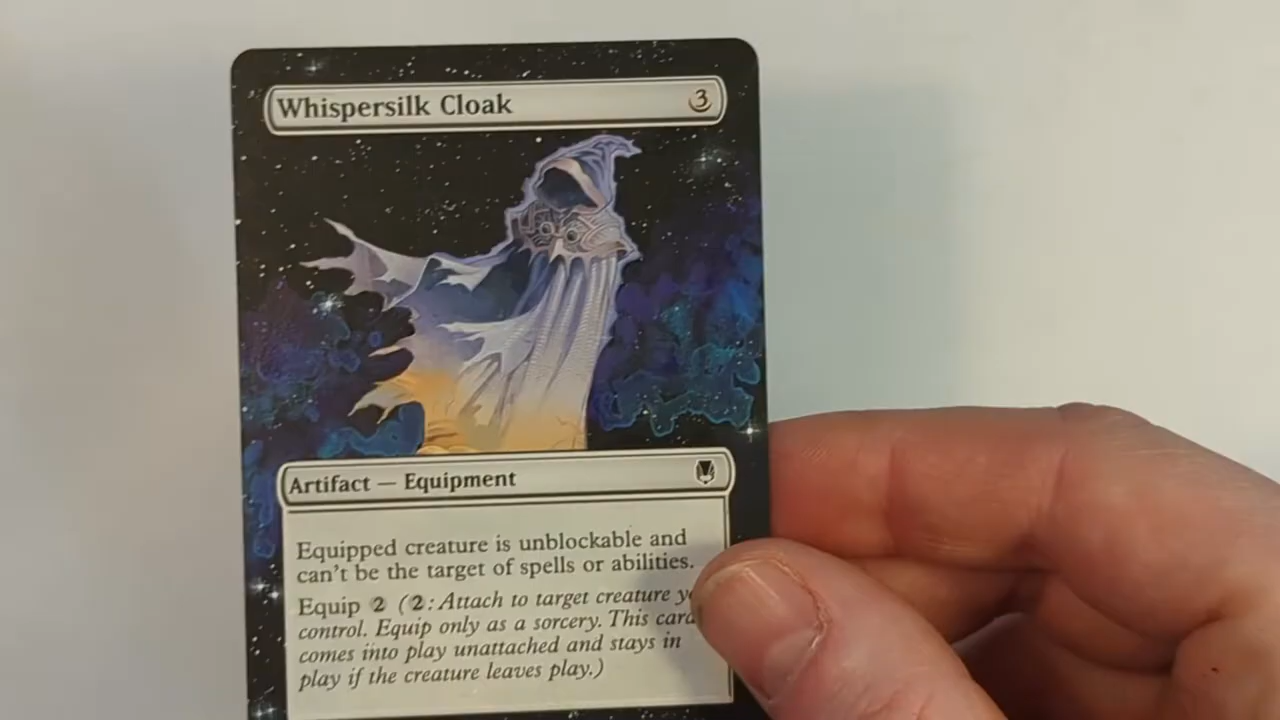 Whispersilk Cloak 3
Artifact — Equipment
Equipped creature is unblockable and
can't be the target of spells or abilities.
Equip 2 (2: Attach to target creature
control. Equip only as a sorcery. This card
comes into play unattached and stays in
play if the creature leaves play.)